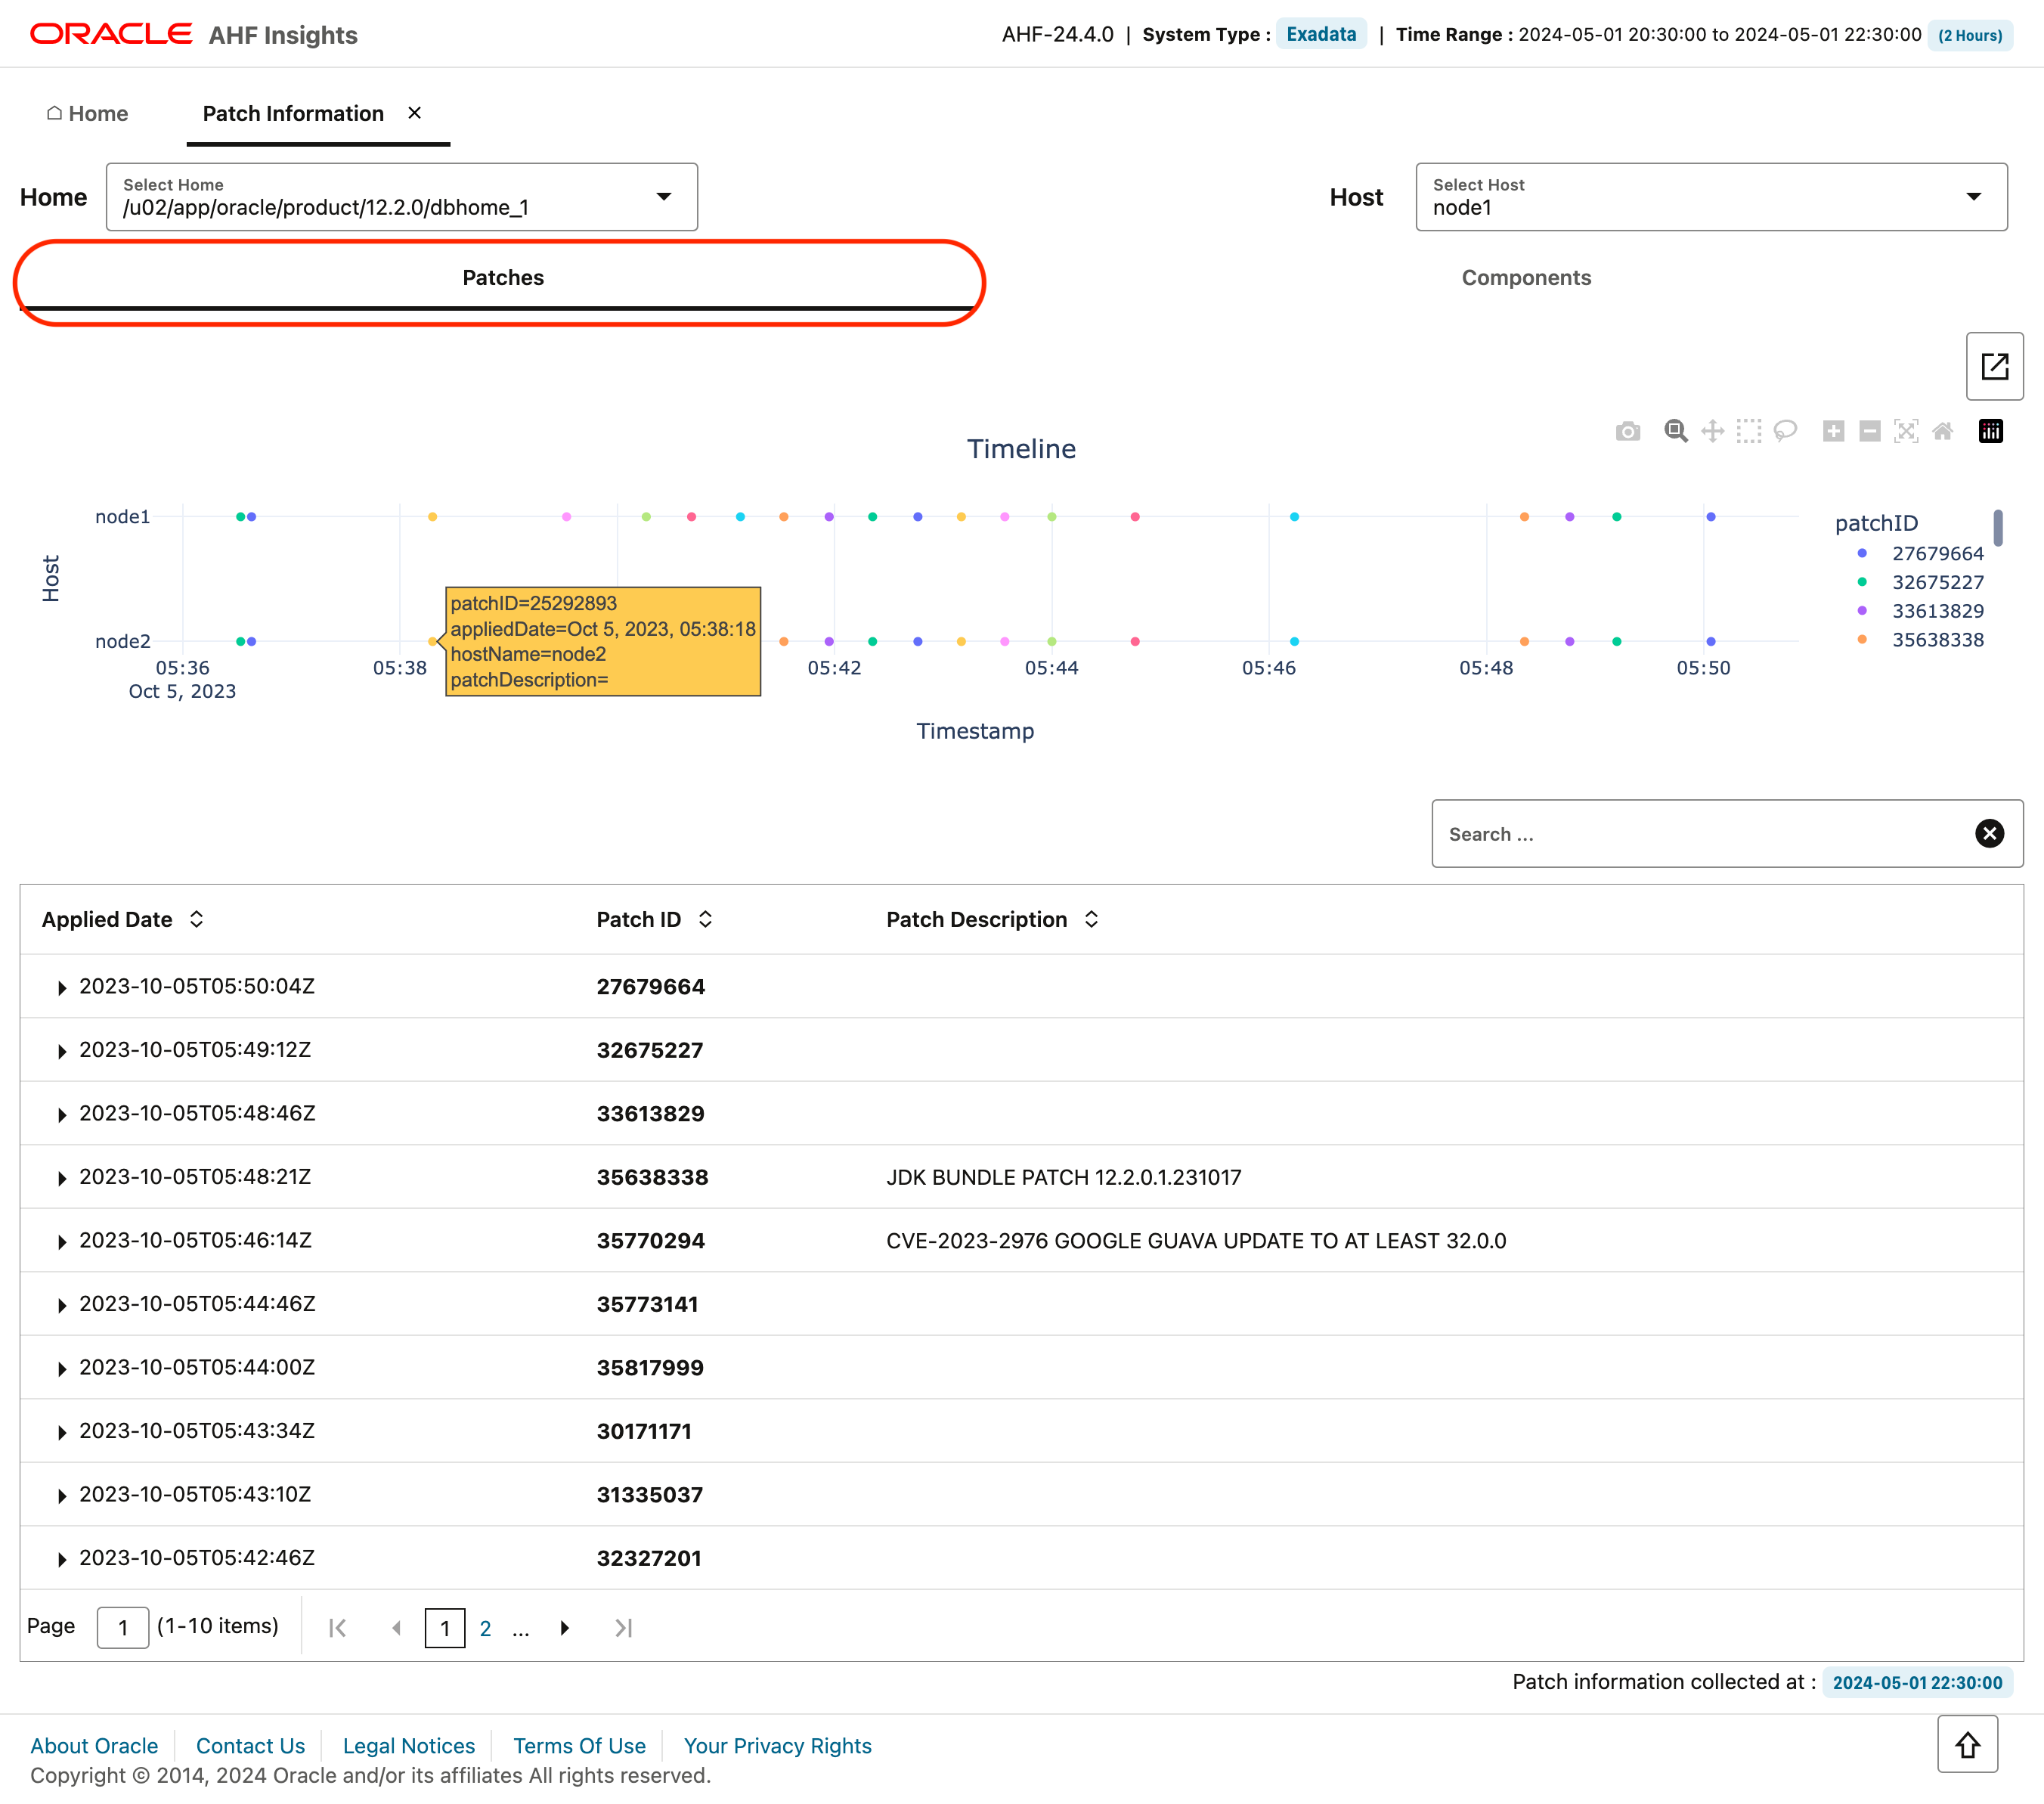 ORACLE AHF Insights
AHF-24.4.0 | System Type : Exadata | Time Range : 2024-05-01 20:30:00 to 2024-05-01 22:30:00 (2 Hours)
Home
Patch Information
Home
Select Home
/u02/app/oracle/product/12.2.0/dbhome_1
Host
Select Host
node1
Patches
Components
Timeline
node1
node2
Host
patchID=25292893
appliedDate=Oct 5, 2023, 05:38:18
hostName=node2
patchDescription=
05:36 05:38 05:42 05:44 05:46 05:48 05:50
Oct 5, 2023
Timestamp
patchID
27679664
32675227
33613829
35638338
Search ...
Applied Date Patch ID Patch Description
2023-10-05T05:50:04Z 27679664
2023-10-05T05:49:12Z 32675227
2023-10-05T05:48:46Z 33613829
2023-10-05T05:48:21Z 35638338 JDK BUNDLE PATCH 12.2.0.1.231017
2023-10-05T05:46:14Z 35770294 CVE-2023-2976 GOOGLE GUAVA UPDATE TO AT LEAST 32.0.0
2023-10-05T05:44:46Z 35773141
2023-10-05T05:44:00Z 35817999
2023-10-05T05:43:34Z 30171171
2023-10-05T05:43:10Z 31335037
2023-10-05T05:42:46Z 32327201
Page 1 (1-10 items) 1 2 ...
Patch information collected at : 2024-05-01 22:30:00
About Oracle Contact Us Legal Notices Terms Of Use Your Privacy Rights
Copyright © 2014, 2024 Oracle and/or its affiliates All rights reserved.